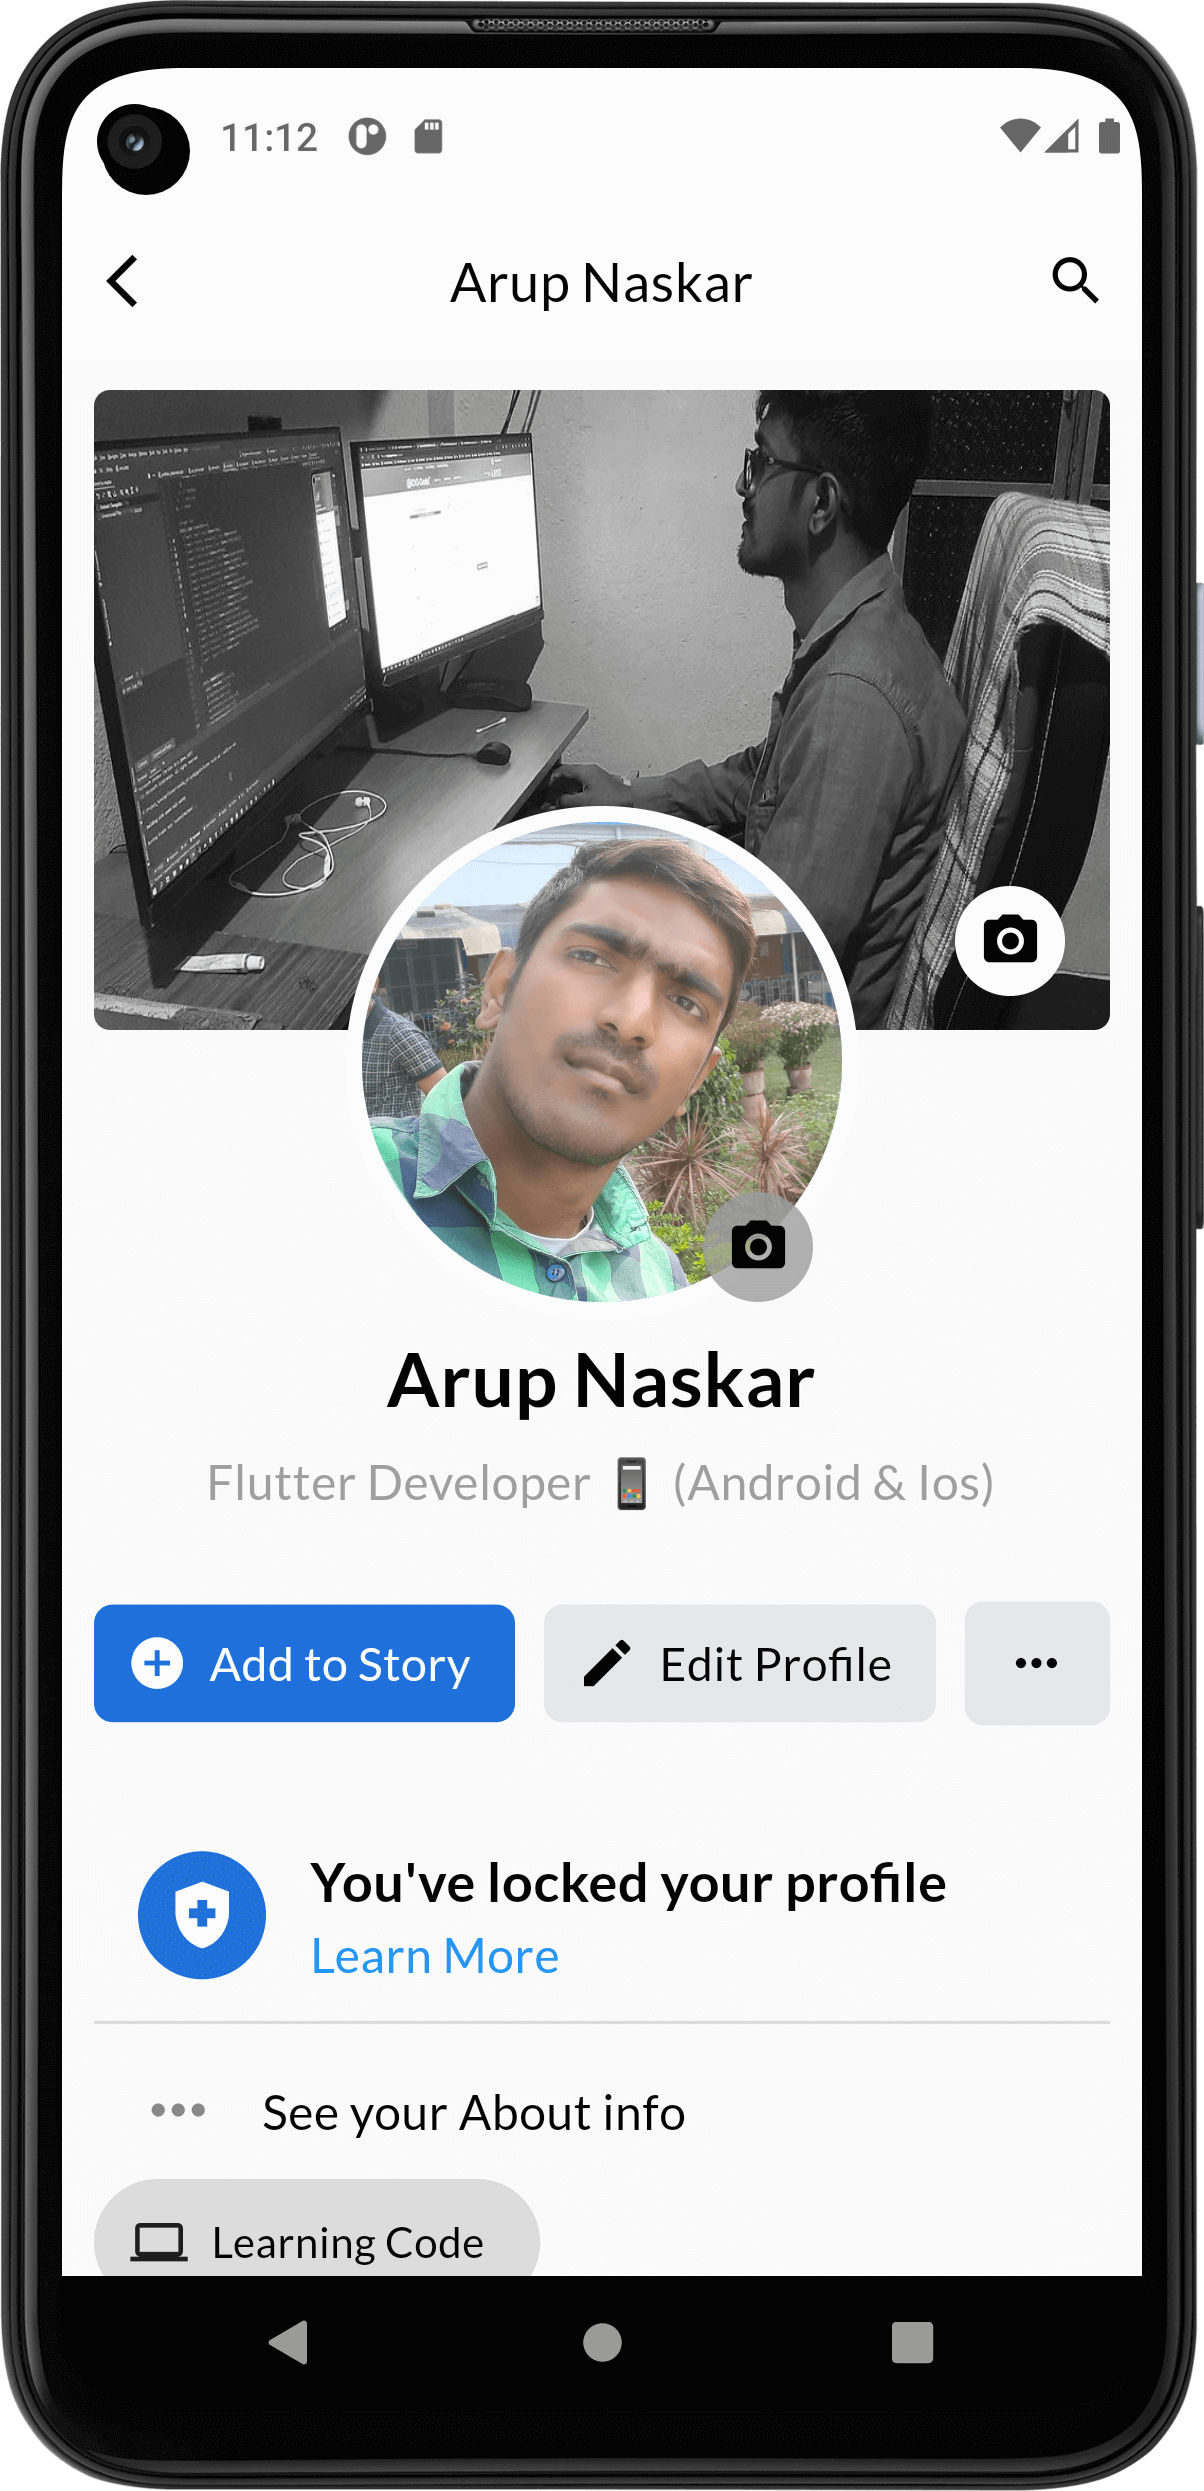 11:12
Arup Naskar
Arup Naskar
Flutter Developer 📱 (Android & Ios)
Add to Story
Edit Profile
You've locked your profile
Learn More
See your About info
Learning Code